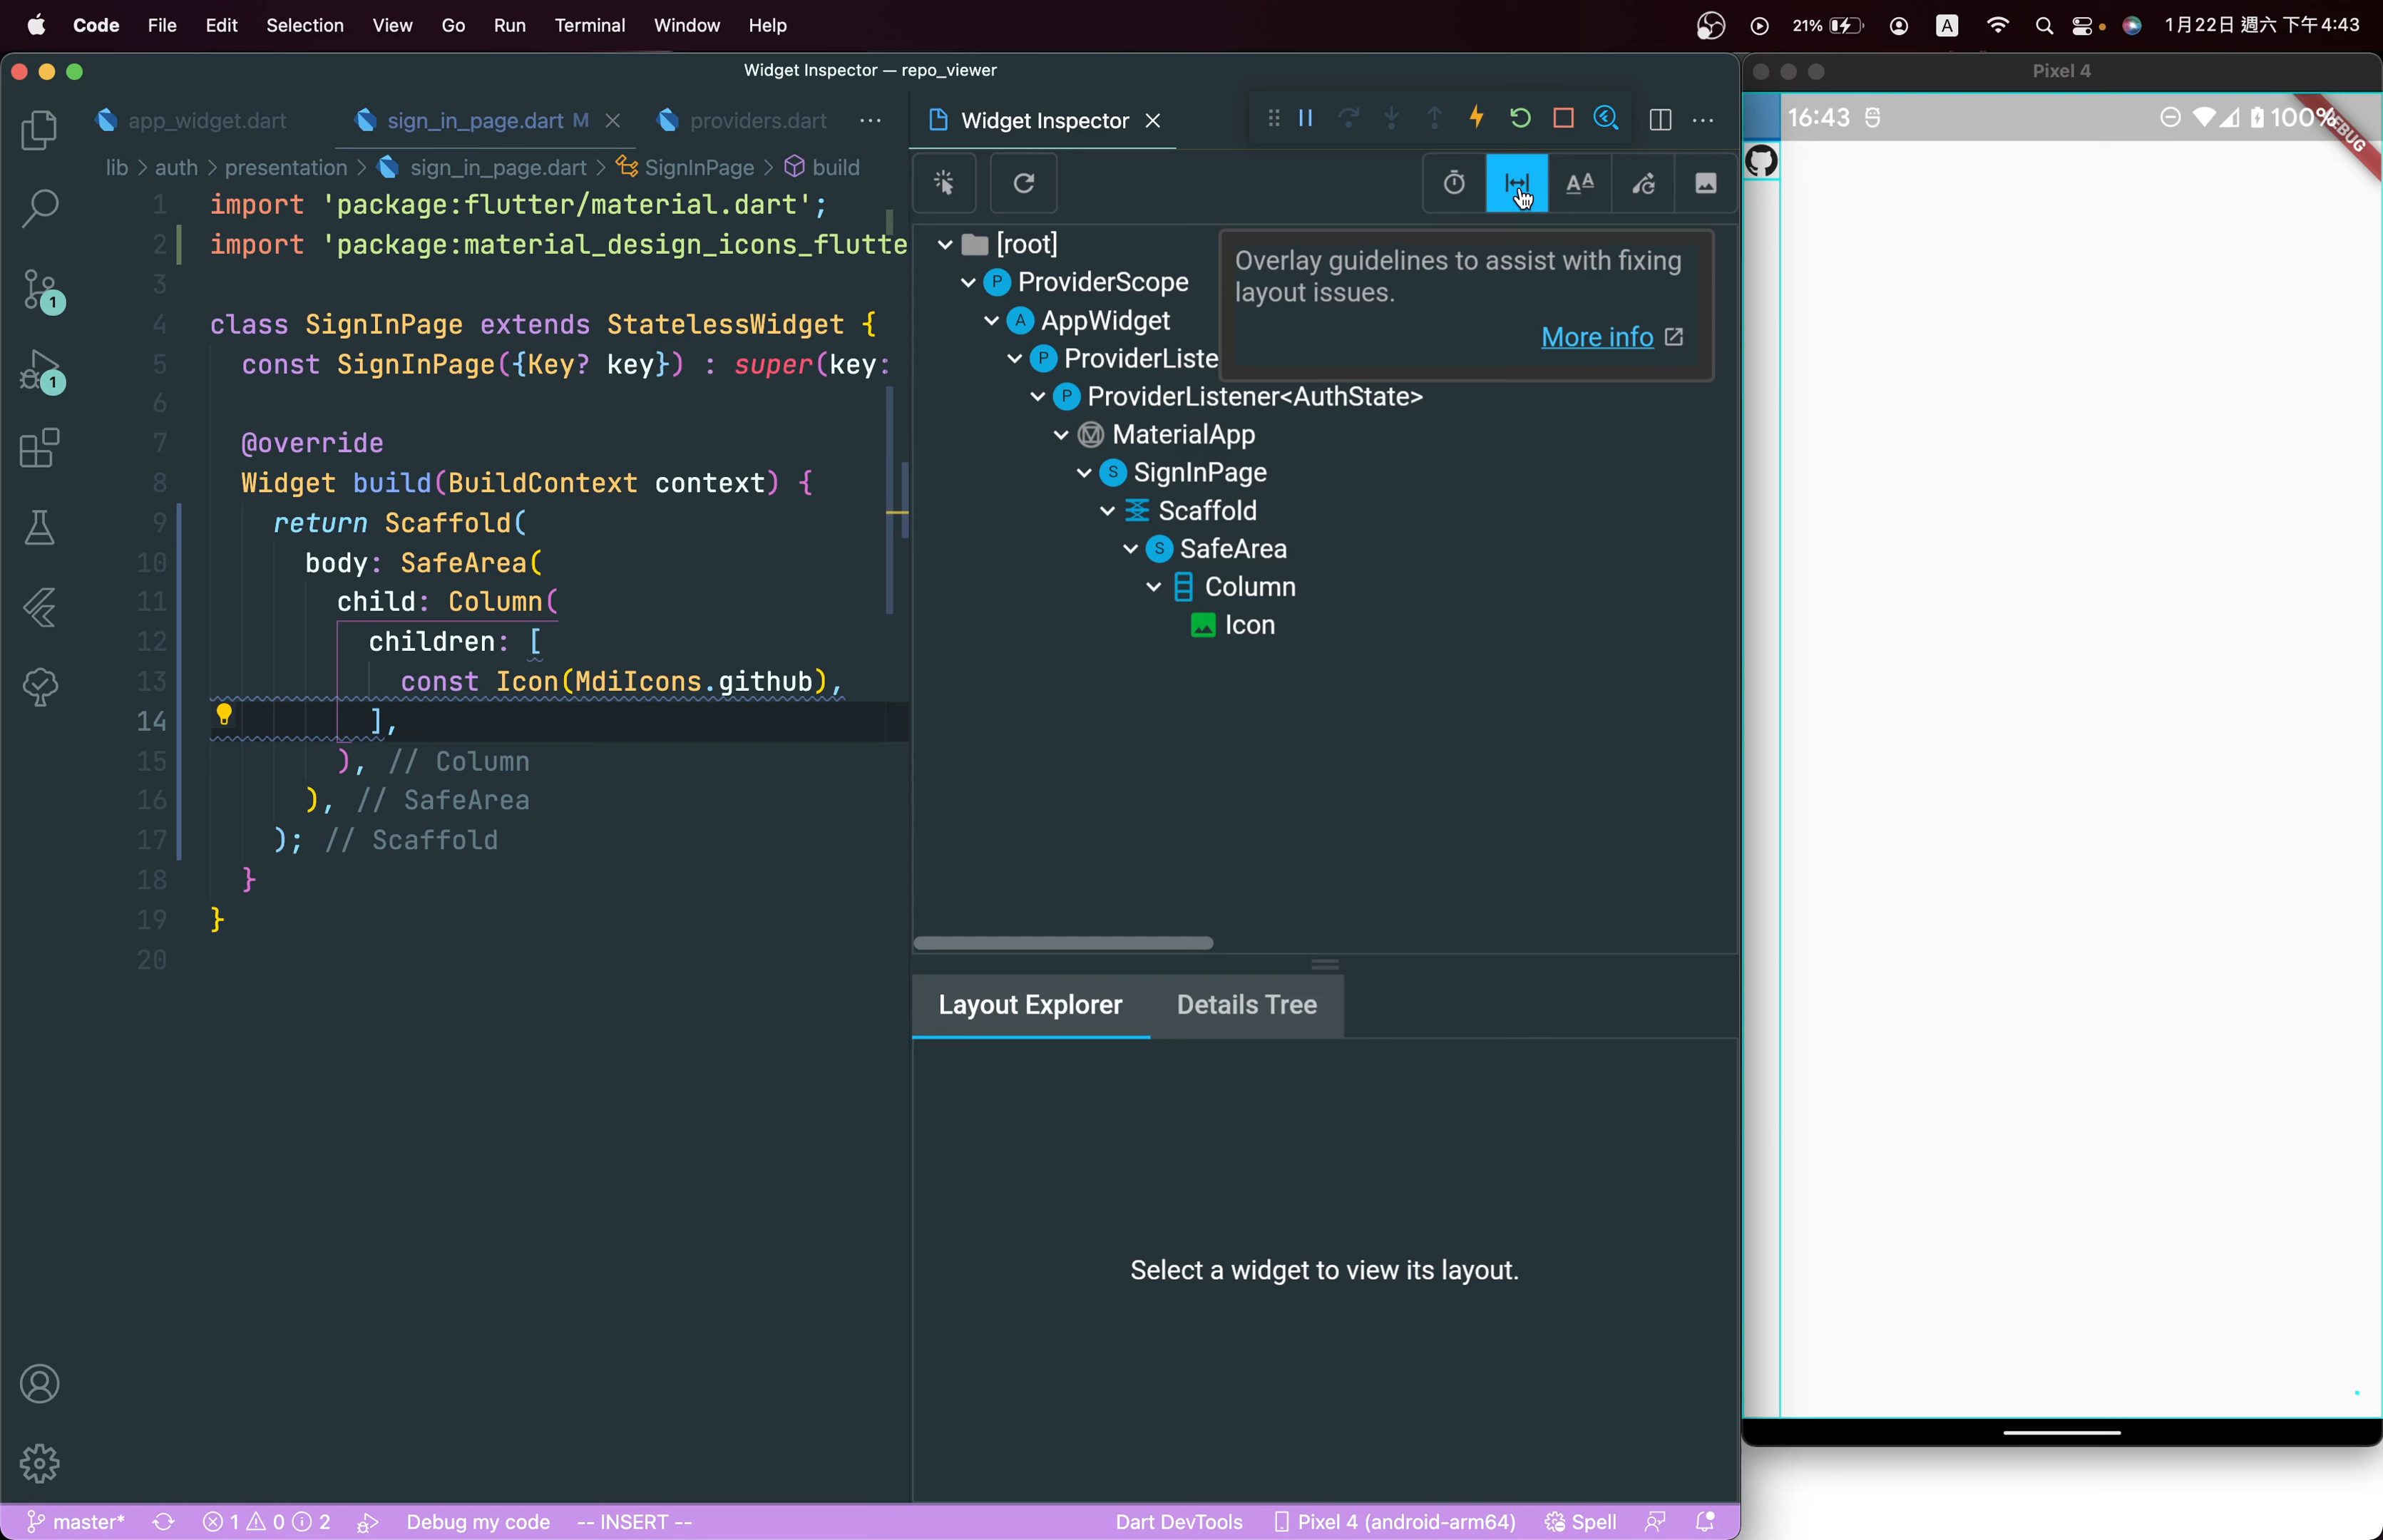 Code File Edit Selection View Go Run Terminal Window Help
21% A 1月22日 週六 下午4:43
Widget Inspector — repo_viewer
app_widget.dart sign_in_page.dart M providers.dart ...
lib > auth > presentation > sign_in_page.dart > SignInPage > build
1 import 'package:flutter/material.dart';
2 import 'package:material_design_icons_flutte
3
4 class SignInPage extends StatelessWidget {
5 const SignInPage({Key? key}) : super(key:
6
7 @override
8 Widget build(BuildContext context) {
9 return Scaffold(
10 body: SafeArea(
11 child: Column(
12 children: [
13 const Icon(MdiIcons.github),
14 ],
15 ), // Column
16 ), // SafeArea
17 ); // Scaffold
18 }
19 }
20
1
1
Widget Inspector
AA
[root]
P ProviderScope
A AppWidget
P ProviderListe
P ProviderListener<AuthState>
MaterialApp
S SignInPage
Scaffold
S SafeArea
Column
Icon
Overlay guidelines to assist with fixing
layout issues.
More info
Layout Explorer Details Tree
Select a widget to view its layout.
master* 1 0 2 Debug my code -- INSERT -- Dart DevTools Pixel 4 (android-arm64) Spell
Pixel 4
16:43 100%
DEBUG